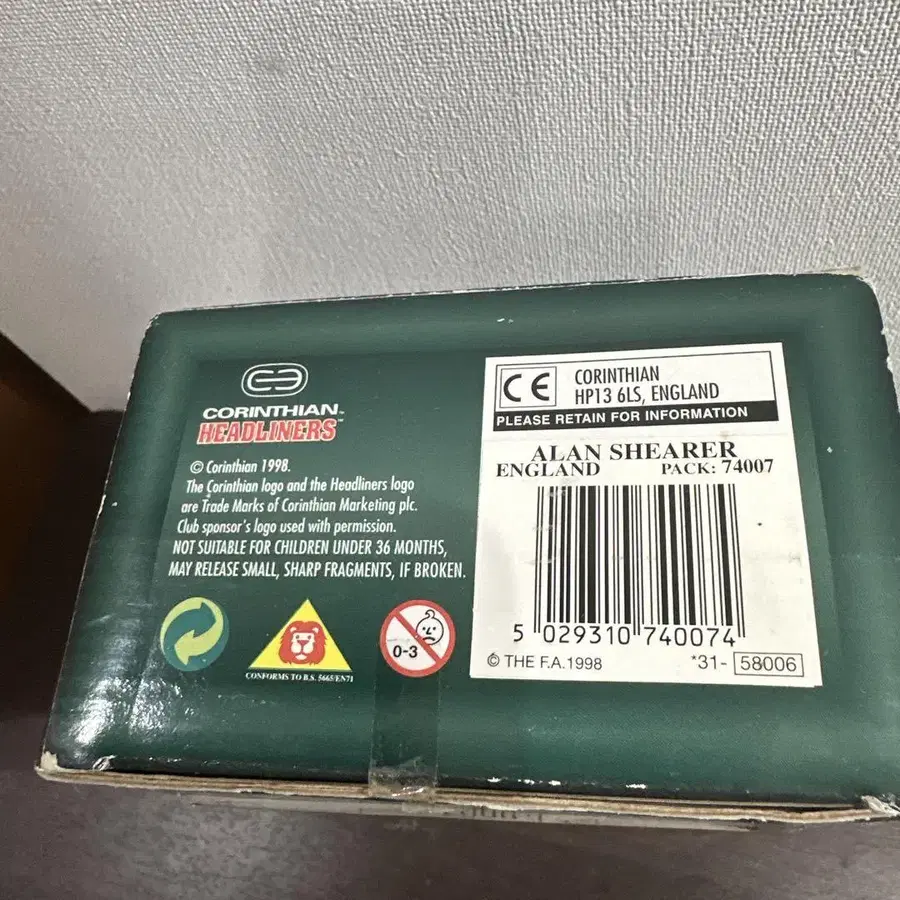 CORINTHIAN™
HEADLINERS™
© Corinthian 1998.
The Corinthian logo and the Headliners logo
are Trade Marks of Corinthian Marketing plc.
Club sponsor's logo used with permission.
NOT SUITABLE FOR CHILDREN UNDER 36 MONTHS,
MAY RELEASE SMALL, SHARP FRAGMENTS, IF BROKEN.
CONFORMS TO B.S. 5665/EN71
0-3
CE
CORINTHIAN
HP13 6LS, ENGLAND
PLEASE RETAIN FOR INFORMATION
ALAN SHEARER
ENGLAND PACK: 74007
5 029310 740074
© THE F.A.1998 *31- 58006